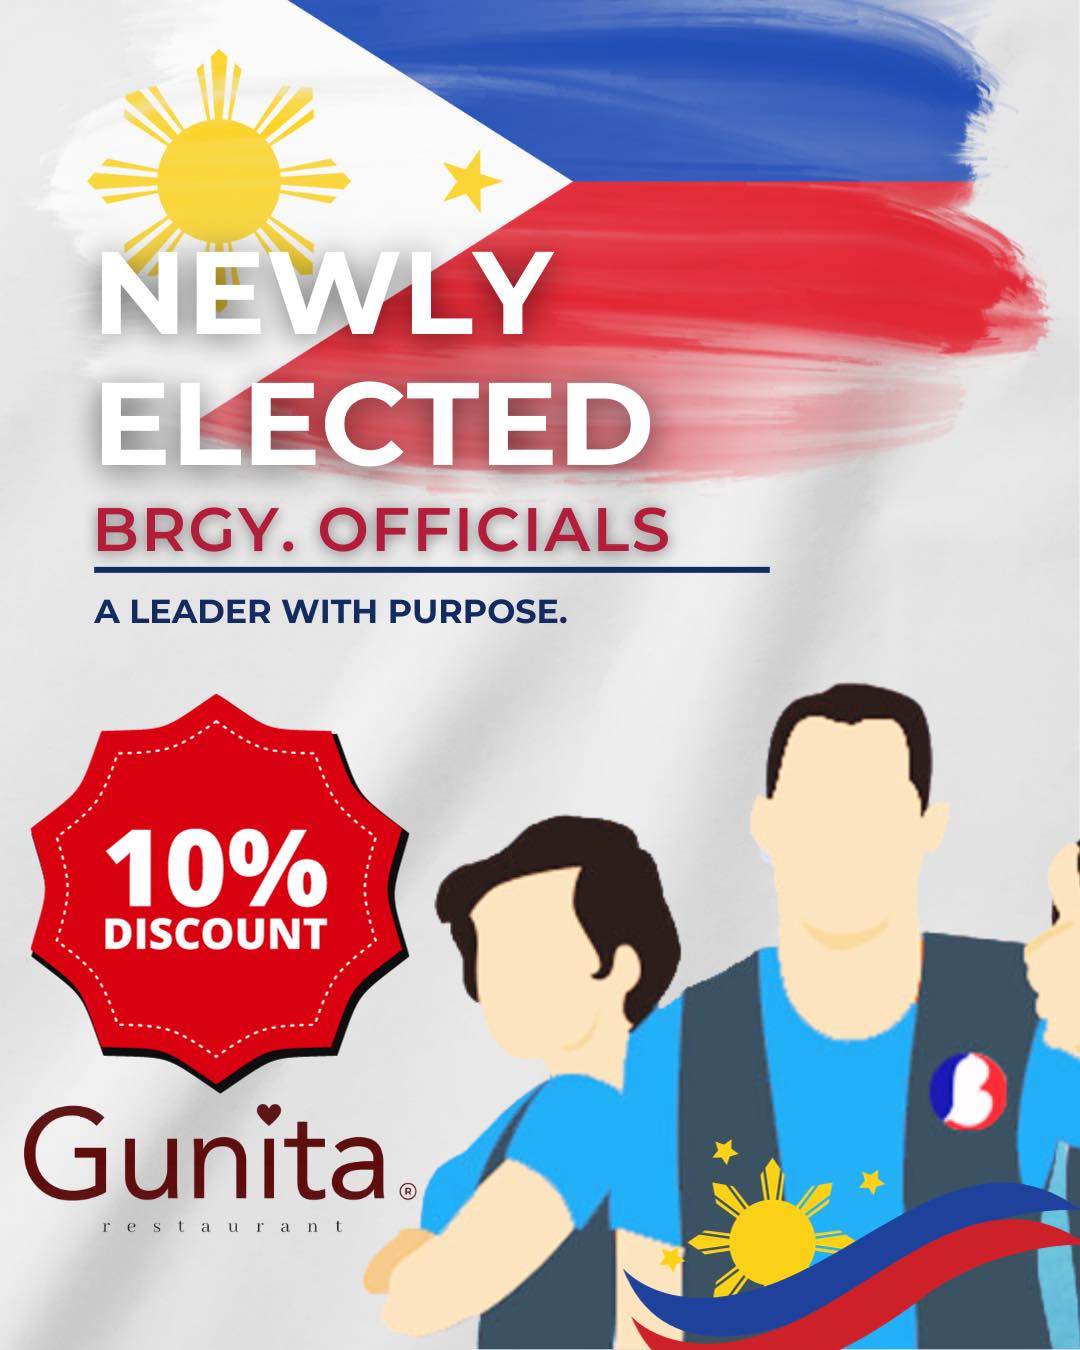 NEWLY
ELECTED
BRGY. OFFICIALS
A LEADER WITH PURPOSE.
10%
DISCOUNT
Gunita ®
restaurant
B